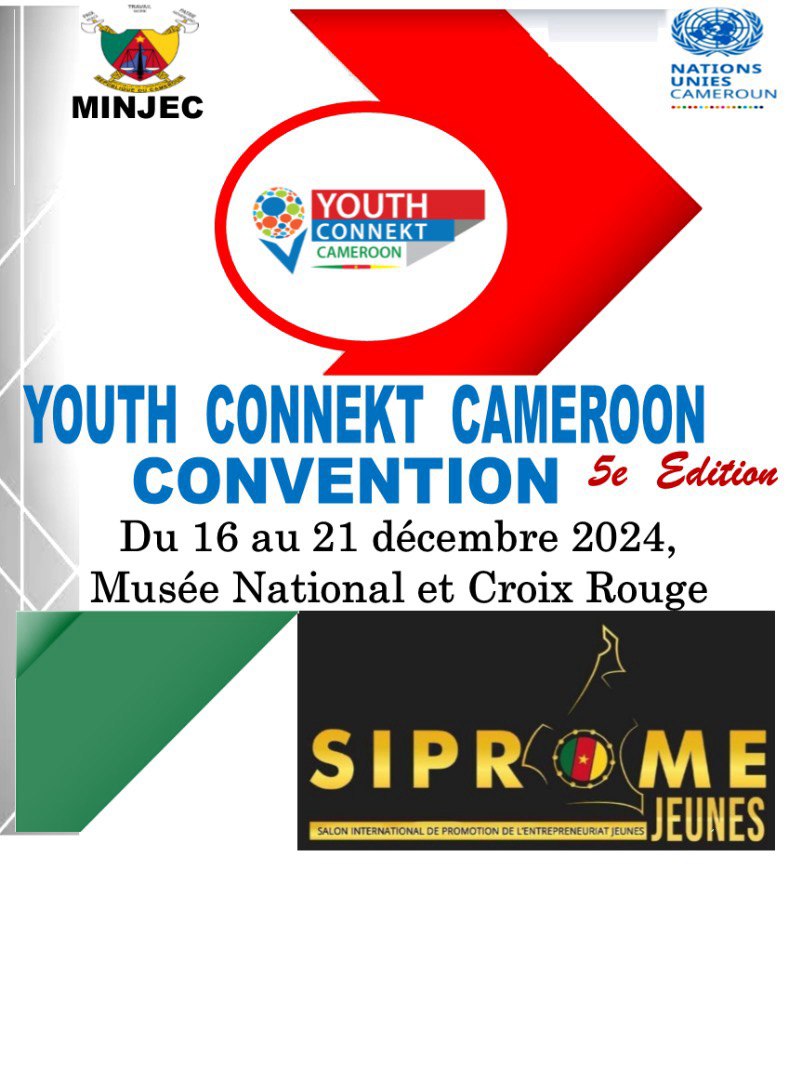 MINJEC
NATIONS
UNIES
CAMEROUN
YOUTH
CONNEKT
CAMEROON
YOUTH CONNEKT CAMEROON
CONVENTION 5e Edition
Du 16 au 21 décembre 2024,
Musée National et Croix Rouge
SIPROME
JEUNES
SALON INTERNATIONAL DE PROMOTION DE L'ENTREPRENEURIAT JEUNES